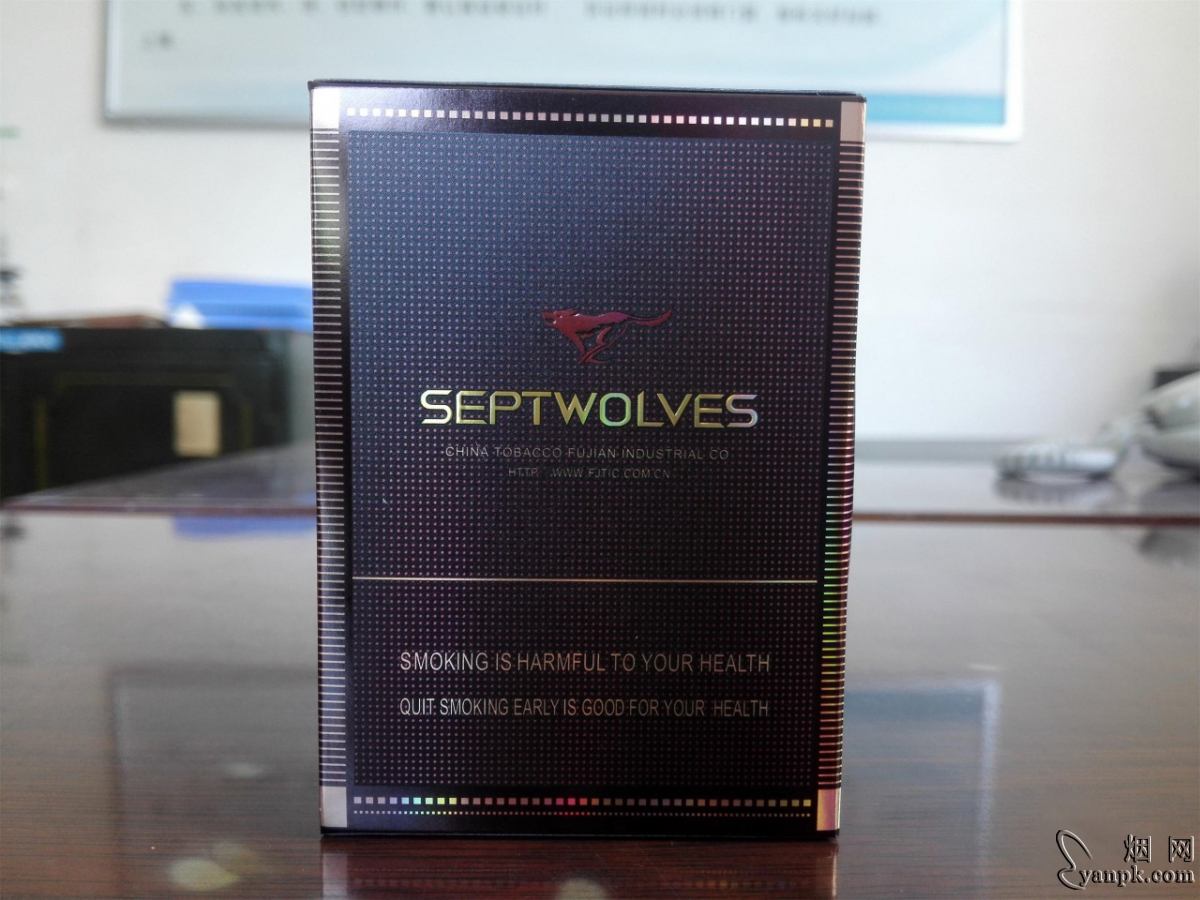 SEPTWOLVES
CHINA TOBACCO FUJIAN INDUSTRIAL CO
HTTP WWW.FJTIC.COM.CN
SMOKING IS HARMFUL TO YOUR HEALTH
QUIT SMOKING EARLY IS GOOD FOR YOUR HEALTH
烟网
yanpk.com